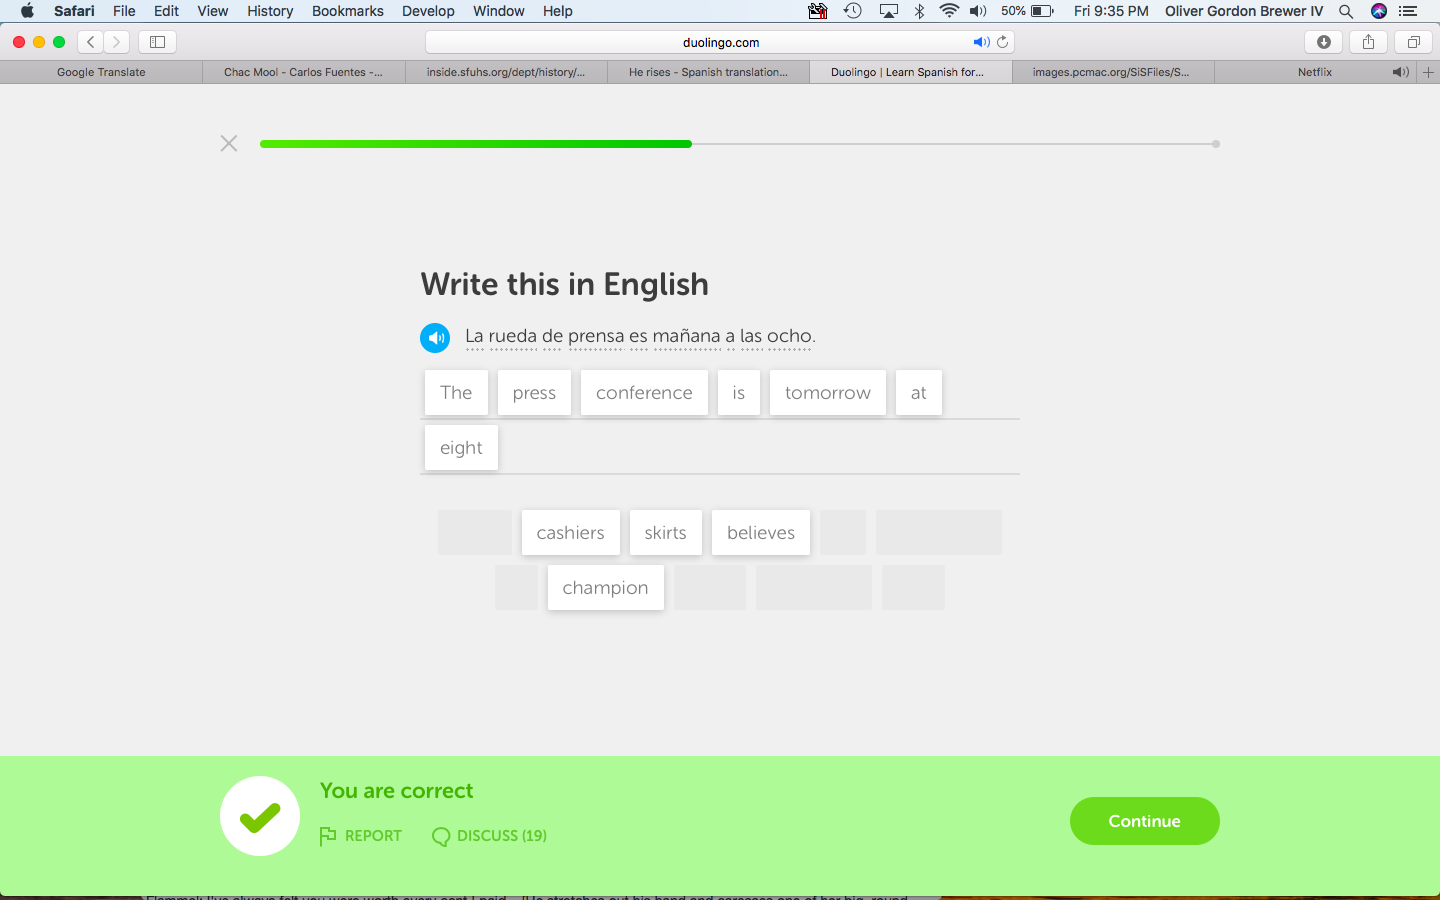 Safari File Edit View History Bookmarks Develop Window Help 50% Fri 9:35 PM Oliver Gordon Brewer IV
duolingo.com
Google Translate Chac Mool - Carlos Fuentes -... inside.sfuhs.org/dept/history/... He rises - Spanish translation... Duolingo | Learn Spanish for... images.pcmac.org/SiSFiles/S... Netflix
Write this in English
La rueda de prensa es mañana a las ocho.
The press conference is tomorrow at
eight
cashiers skirts believes
champion
You are correct
REPORT DISCUSS (19)
Continue